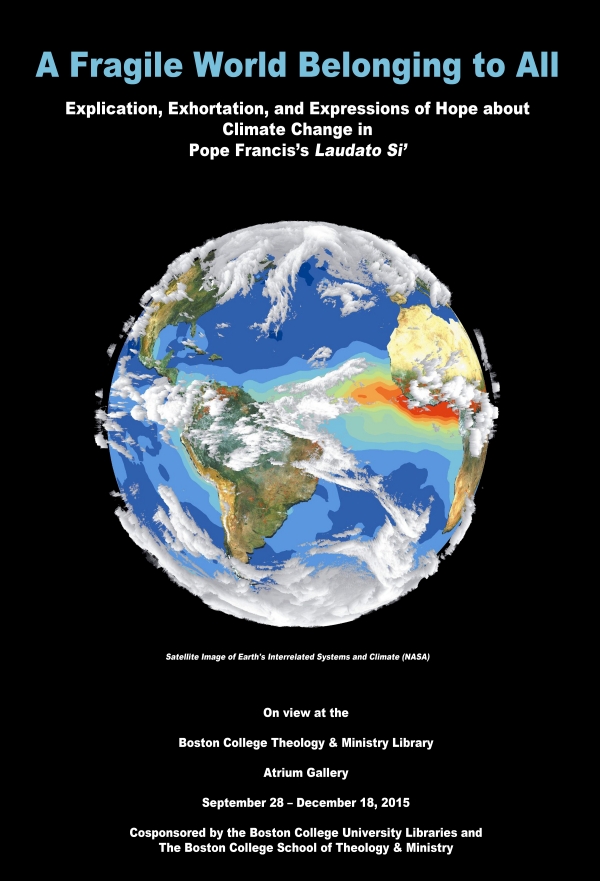 A Fragile World Belonging to All
Explication, Exhortation, and Expressions of Hope about
Climate Change in
Pope Francis’s Laudato Si’
Satellite Image of Earth's Interrelated Systems and Climate (NASA)
On view at the
Boston College Theology & Ministry Library
Atrium Gallery
September 28 – December 18, 2015
Cosponsored by the Boston College University Libraries and
The Boston College School of Theology & Ministry